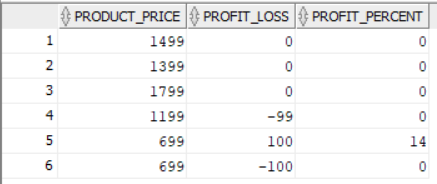 PRODUCT_PRICE PROFIT_LOSS PROFIT_PERCENT
1 1499 0 0
2 1399 0 0
3 1799 0 0
4 1199 -99 0
5 699 100 14
6 699 -100 0